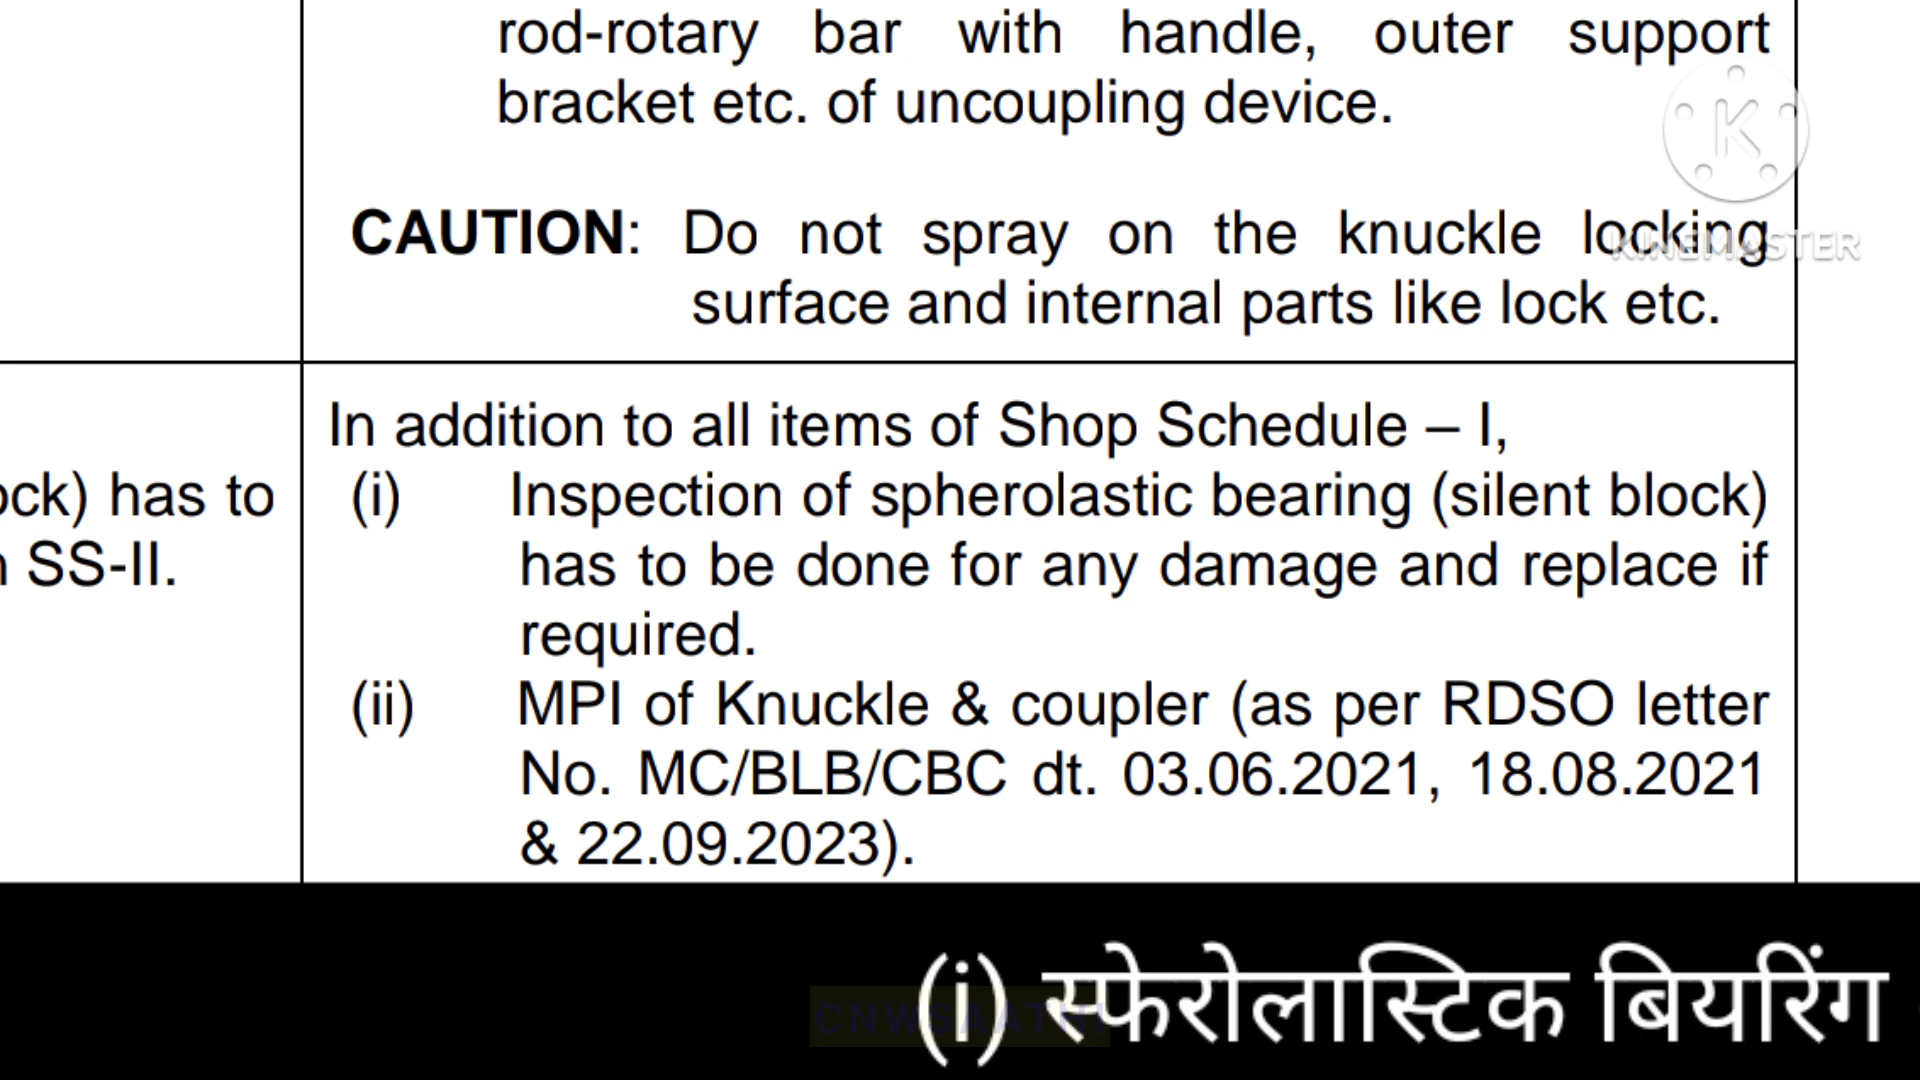 rod-rotary bar with handle, outer support
bracket etc. of uncoupling device.
K
KINEMASTER
CAUTION: Do not spray on the knuckle locking
surface and internal parts like lock etc.
In addition to all items of Shop Schedule – I,
ock) has to
(i) Inspection of spherolastic bearing (silent block)
has to be done for any damage and replace if
SS-II.
required.
(ii) MPI of Knuckle & coupler (as per RDSO letter
No. MC/BLB/CBC dt. 03.06.2021, 18.08.2021
& 22.09.2023).
CNWSAATHI
(i) स्फेरोलास्टिक बियरिंग